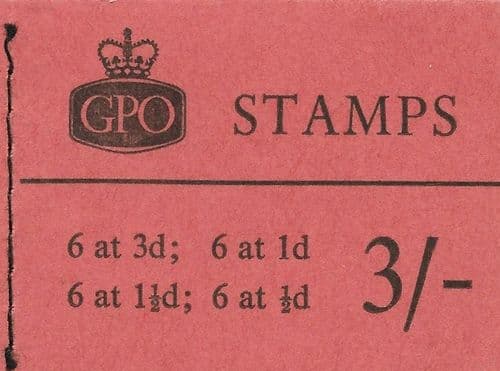 GPO
STAMPS
6 at 3d; 6 at 1d
6 at 1½d; 6 at ½d
3/-